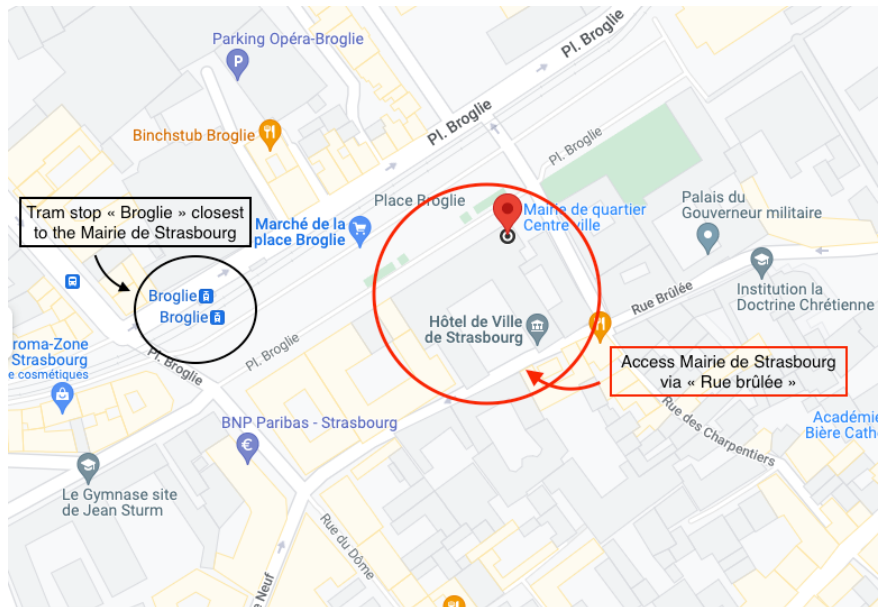 Parking Opéra-Broglie
Pl. Broglie
P
Binchstub Broglie
Pl. Broglie
Pl. Broglie
Tram stop « Broglie » closest
to the Mairie de Strasbourg
Place Broglie
Mairie de quartier
Centre ville
Palais du
Gouverneur militaire
Marché de la
place Broglie
Broglie
Broglie
Institution la
Doctrine Chrétienne
Rue Brûlée
Hôtel de Ville
de Strasbourg
roma-Zone
Strasbourg
e cosmétiques
Pl. Broglie
Pl. Broglie
Access Mairie de Strasbourg
via « Rue brûlée »
BNP Paribas - Strasbourg
€
Rue des Charpentiers
Académie
Bière Cath
Le Gymnase site
de Jean Sturm
Rue du Dôme
e Neuf